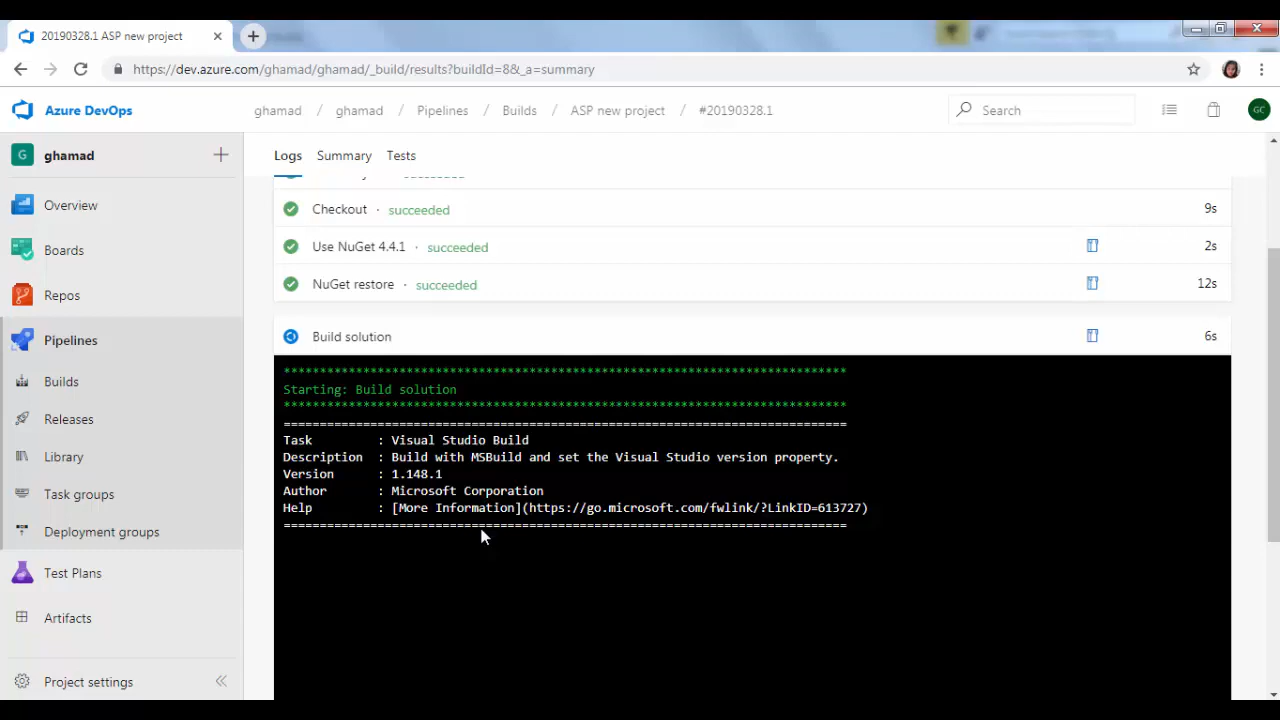 20190328.1 ASP new project
https://dev.azure.com/ghamad/ghamad/_build/results?buildId=8&_a=summary
Azure DevOps
ghamad / ghamad / Pipelines / Builds / ASP new project / #20190328.1
Search
GC
G ghamad
Overview
Boards
Repos
Pipelines
Builds
Releases
Library
Task groups
Deployment groups
Test Plans
Artifacts
Project settings
Logs Summary Tests
Checkout · succeeded 9s
Use NuGet 4.4.1 · succeeded 2s
NuGet restore · succeeded 12s
Build solution 6s
******************************************************************************
Starting: Build solution
******************************************************************************
==============================================================================
Task : Visual Studio Build
Description : Build with MSBuild and set the Visual Studio version property.
Version : 1.148.1
Author : Microsoft Corporation
Help : [More Information](https://go.microsoft.com/fwlink/?LinkID=613727)
==============================================================================